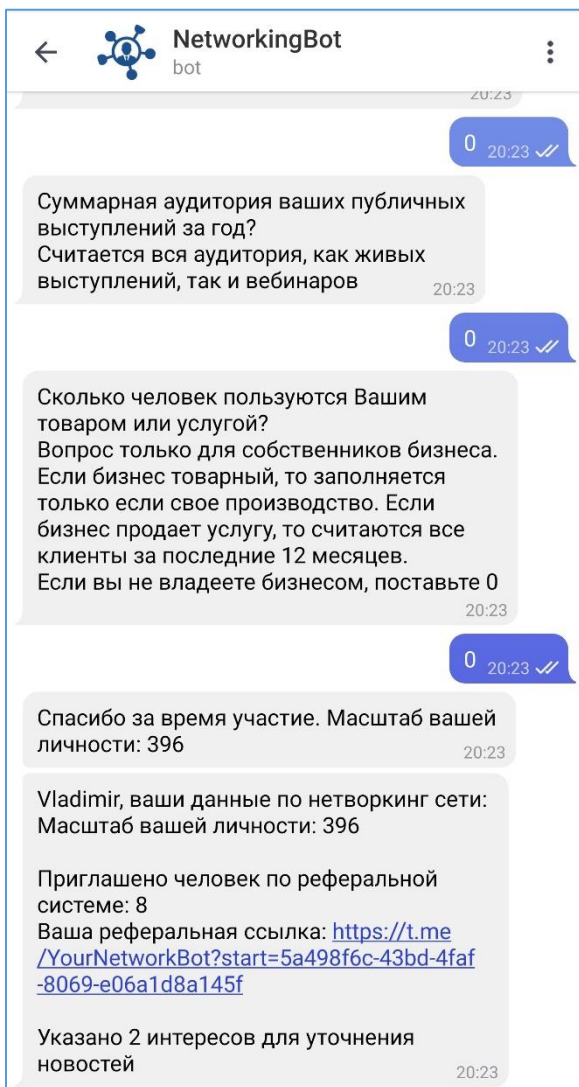 NetworkingBot
bot
20:23
0 20:23
Суммарная аудитория ваших публичных
выступлений за год?
Считается вся аудитория, как живых
выступлений, так и вебинаров
20:23
0 20:23
Сколько человек пользуются Вашим
товаром или услугой?
Вопрос только для собственников бизнеса.
Если бизнес товарный, то заполняется
только если свое производство. Если
бизнес продает услугу, то считаются все
клиенты за последние 12 месяцев.
Если вы не владеете бизнесом, поставьте 0
20:23
0 20:23
Спасибо за время участие. Масштаб вашей
личности: 396
20:23
Vladimir, ваши данные по нетворкинг сети:
Масштаб вашей личности: 396
Приглашено человек по реферальной
системе: 8
Ваша реферальная ссылка: https://t.me
/YourNetworkBot?start=5a498f6c-43bd-4faf
-8069-e06a1d8a145f
Указано 2 интересов для уточнения
новостей
20:23